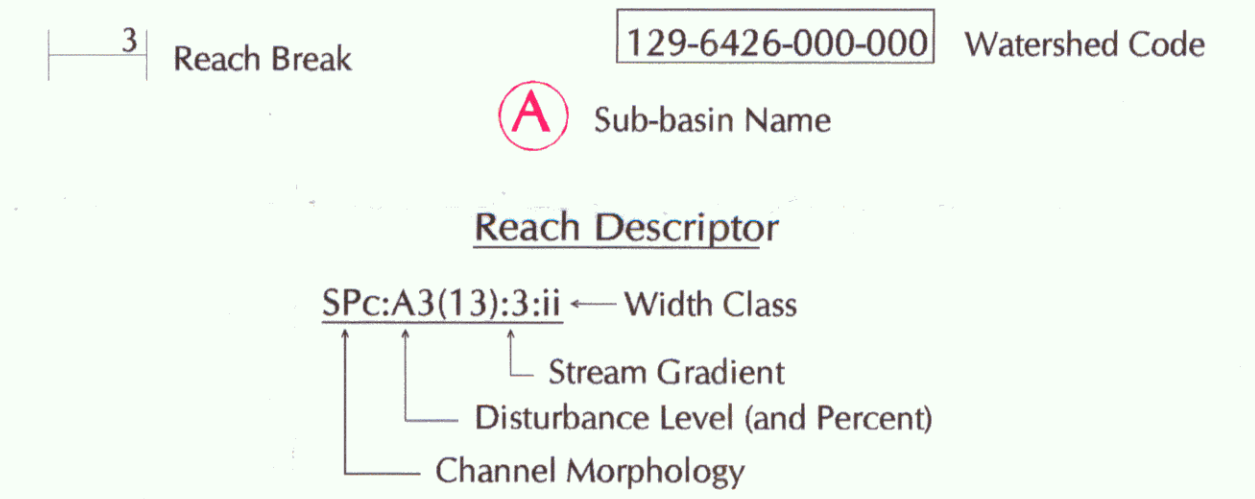 3 Reach Break
129-6426-000-000 Watershed Code
A Sub-basin Name
Reach Descriptor
SPc:A3(13):3:ii Width Class
Stream Gradient
Disturbance Level (and Percent)
Channel Morphology